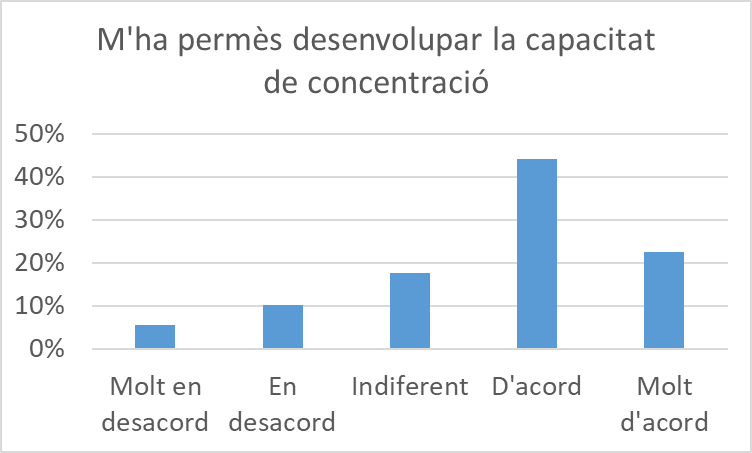 M'ha permès desenvolupar la capacitat
de concentració
50%
40%
30%
20%
10%
0%
Molt en
desacord
En
desacord
Indiferent
D'acord
Molt
d'acord